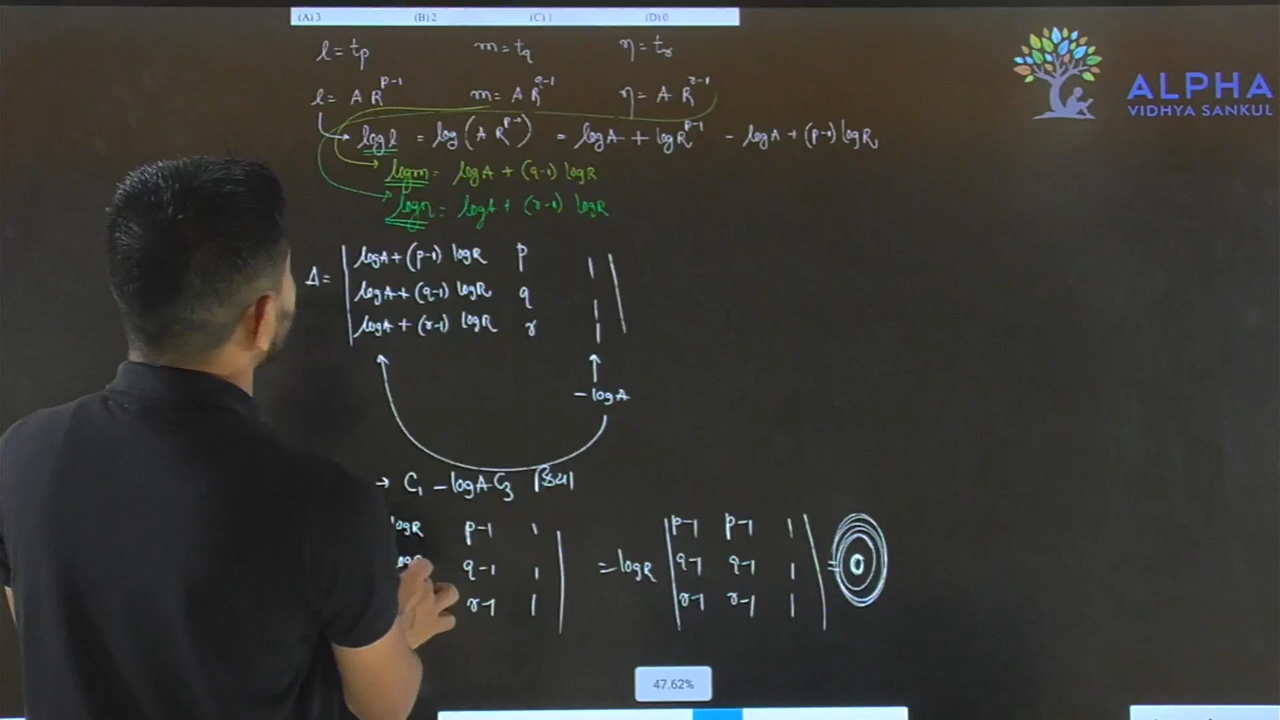 (A) 3 (B) 2 (C) 1 (D) 0
l = tp m = tq n = tr
l = A R^p-1 m = A R^q-1 n = A R^r-1
ALPHA
VIDHYA SANKUL
log l = log (A R^p-1) = log A + log R^p-1 - log A + (p-1) log R
log m = log A + (q-1) log R
log n = log A + (r-1) log R
Δ = | log A + (p-1) log R p 1 |
log A + (q-1) log R q 1
log A + (r-1) log R r 1
- log A
→ C1 - log A C3
log R p-1 1 | = log R | p-1 p-1 1 | = 0
log R q-1 1 q-1 q-1 1
r-1 1 r-1 r-1 1
47.62%